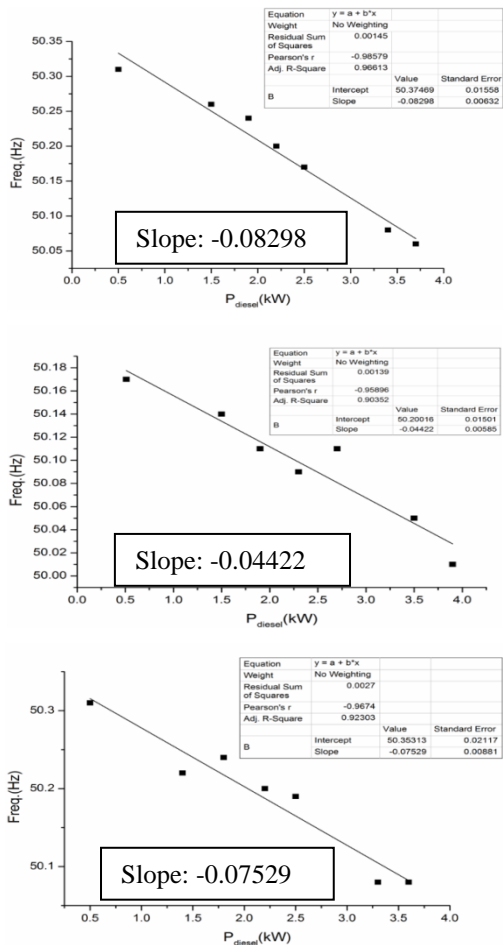 Equation y = a + b*x
Weight No Weighting
Residual Sum of Squares 0.00145
Pearson's r -0.98579
Adj. R-Square 0.96613
Value Standard Error
B Intercept 50.37469 0.01558
Slope -0.08298 0.00632
50.35
50.30
50.25
50.20
50.15
50.10
50.05
Freq.(Hz)
Slope: -0.08298
0.0 0.5 1.0 1.5 2.0 2.5 3.0 3.5 4.0
P_diesel(kW)
Equation y = a + b*x
Weight No Weighting
Residual Sum of Squares 0.00139
Pearson's r -0.95896
Adj. R-Square 0.90352
Value Standard Error
B Intercept 50.20016 0.01501
Slope -0.04422 0.00585
50.18
50.16
50.14
50.12
50.10
50.08
50.06
50.04
50.02
50.00
Freq.(Hz)
Slope: -0.04422
0.0 0.5 1.0 1.5 2.0 2.5 3.0 3.5 4.0
P_diesel(kW)
Equation y = a + b*x
Weight No Weighting
Residual Sum of Squares 0.0027
Pearson's r -0.9674
Adj. R-Square 0.92303
Value Standard Error
B Intercept 50.35313 0.02117
Slope -0.07529 0.00881
50.3
50.2
50.1
Freq.(Hz)
Slope: -0.07529
0.5 1.0 1.5 2.0 2.5 3.0 3.5 4.0
P_diesel(kW)